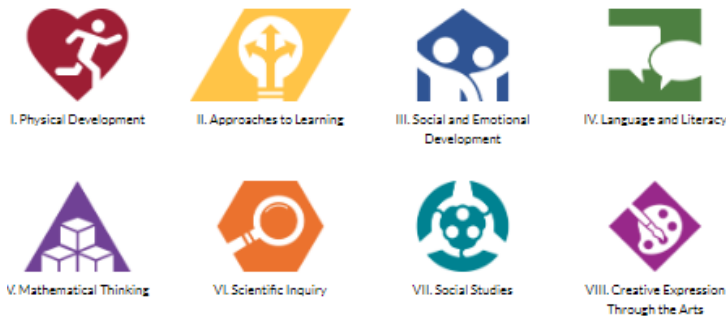 I. Physical Development
II. Approaches to Learning
III. Social and Emotional
Development
IV. Language and Literacy
V. Mathematical Thinking
VI. Scientific Inquiry
VII. Social Studies
VIII. Creative Expression
Through the Arts